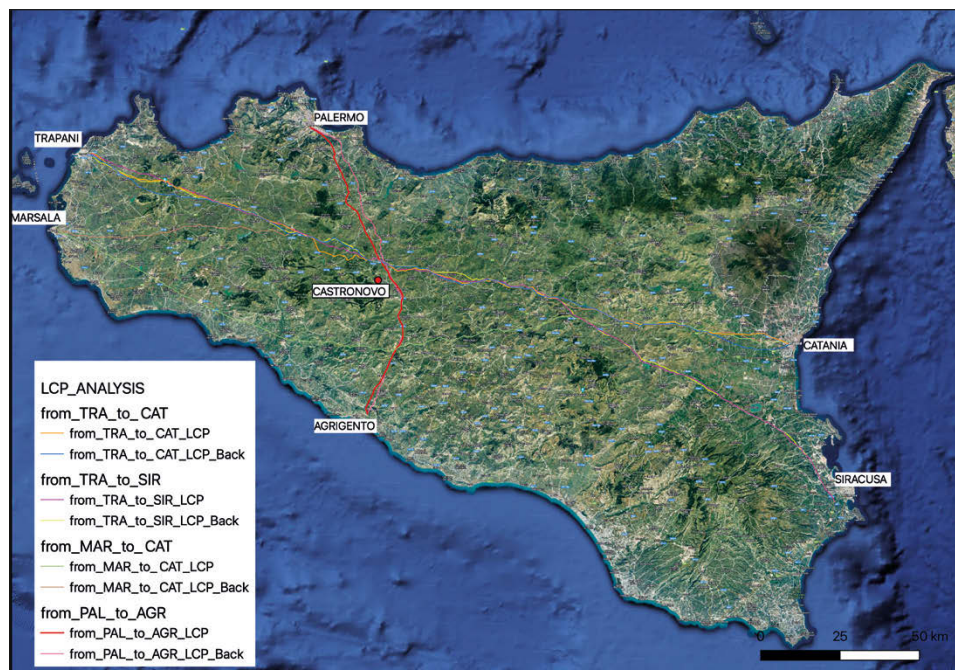 PALERMO
TRAPANI
MARSALA
CASTRONOVO
CATANIA
AGRIGENTO
SIRACUSA
LCP_ANALYSIS
from_TRA_to_CAT
from_TRA_to_CAT_LCP
from_TRA_to_CAT_LCP_Back
from_TRA_to_SIR
from_TRA_to_SIR_LCP
from_TRA_to_SIR_LCP_Back
from_MAR_to_CAT
from_MAR_to_CAT_LCP
from_MAR_to_CAT_LCP_Back
from_PAL_to_AGR
from_PAL_to_AGR_LCP
from_PAL_to_AGR_LCP_Back
0 25 50 km